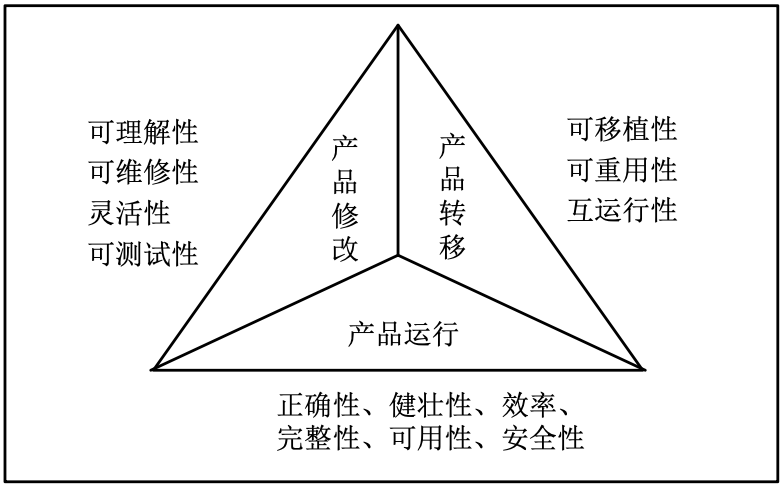 可理解性
可维修性
灵活性
可测试性
产品修改
产品转移
可移植性
可重用性
互运行性
产品运行
正确性、健壮性、效率、
完整性、可用性、安全性